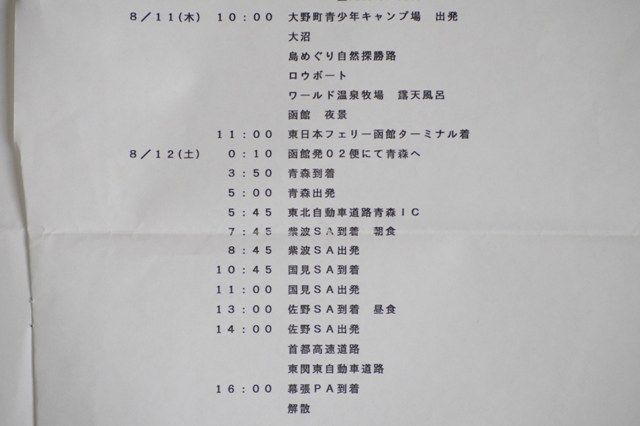 8/11(木) 10:00 大野町青少年キャンプ場 出発
大沼
島めぐり自然探勝路
ロウボート
ワールド温泉牧場 露天風呂
函館 夜景
11:00 東日本フェリー函館ターミナル着
8/12(土) 0:10 函館発02便にて青森へ
3:50 青森到着
5:00 青森出発
5:45 東北自動車道路青森IC
7:45 紫波SA到着 朝食
8:45 紫波SA出発
10:45 国見SA到着
11:00 国見SA出発
13:00 佐野SA到着 昼食
14:00 佐野SA出発
首都高速道路
東関東自動車道路
16:00 幕張PA到着
解散